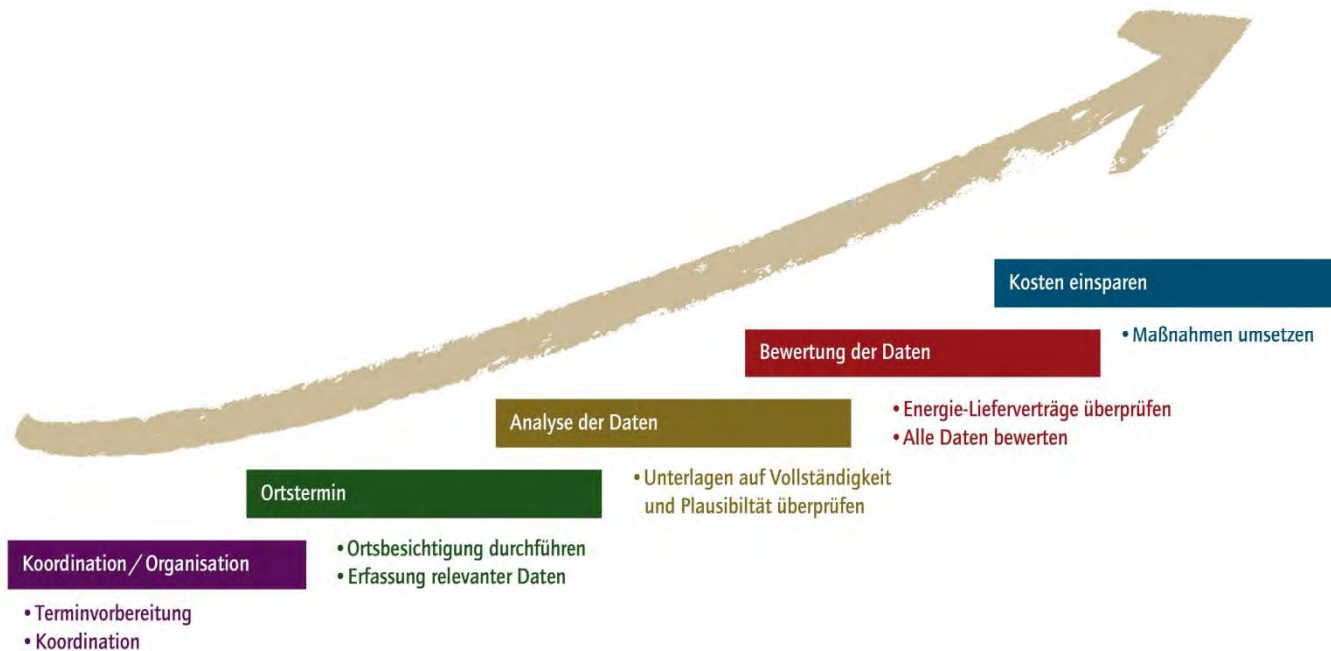 Kosten einsparen
• Maßnahmen umsetzen
Bewertung der Daten
• Energie-Lieferverträge überprüfen
• Alle Daten bewerten
Analyse der Daten
• Unterlagen auf Vollständigkeit
und Plausibiltät überprüfen
Ortstermin
• Ortsbesichtigung durchführen
• Erfassung relevanter Daten
Koordination / Organisation
• Terminvorbereitung
• Koordination